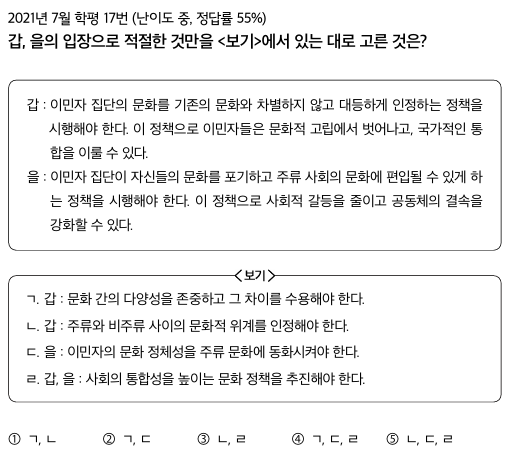 2021년 7월 학평 17번 (난이도 중, 정답률 55%)
갑, 을의 입장으로 적절한 것만을 <보기>에서 있는 대로 고른 것은?
갑 : 이민자 집단의 문화를 기존의 문화와 차별하지 않고 대등하게 인정하는 정책을
시행해야 한다. 이 정책으로 이민자들은 문화적 고립에서 벗어나고, 국가적인 통
합을 이룰 수 있다.
을 : 이민자 집단이 자신들의 문화를 포기하고 주류 사회의 문화에 편입될 수 있게 하
는 정책을 시행해야 한다. 이 정책으로 사회적 갈등을 줄이고 공동체의 결속을
강화할 수 있다.
<보기>
ㄱ. 갑 : 문화 간의 다양성을 존중하고 그 차이를 수용해야 한다.
ㄴ. 갑 : 주류와 비주류 사이의 문화적 위계를 인정해야 한다.
ㄷ. 을 : 이민자의 문화 정체성을 주류 문화에 동화시켜야 한다.
ㄹ. 갑, 을 : 사회의 통합성을 높이는 문화 정책을 추진해야 한다.
① ㄱ, ㄴ ② ㄱ, ㄷ ③ ㄴ, ㄹ ④ ㄱ, ㄷ, ㄹ ⑤ ㄴ, ㄷ, ㄹ